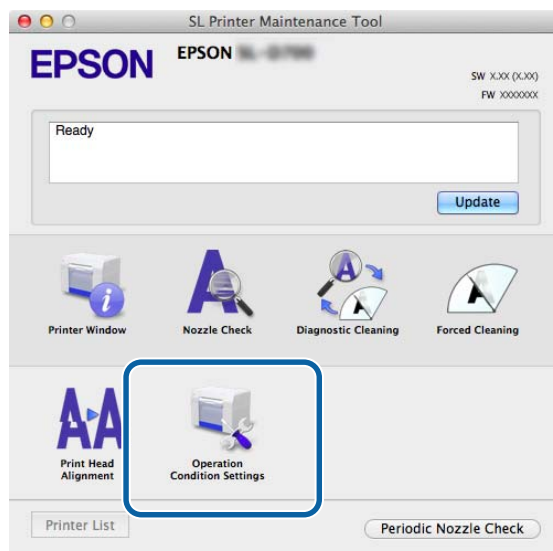 SL Printer Maintenance Tool
EPSON
EPSON
SW X.XX (X.XX)
FW XXXXXXX
Ready
Update
Printer Window
Nozzle Check
Diagnostic Cleaning
Forced Cleaning
Print Head
Alignment
Operation
Condition Settings
Printer List
Periodic Nozzle Check